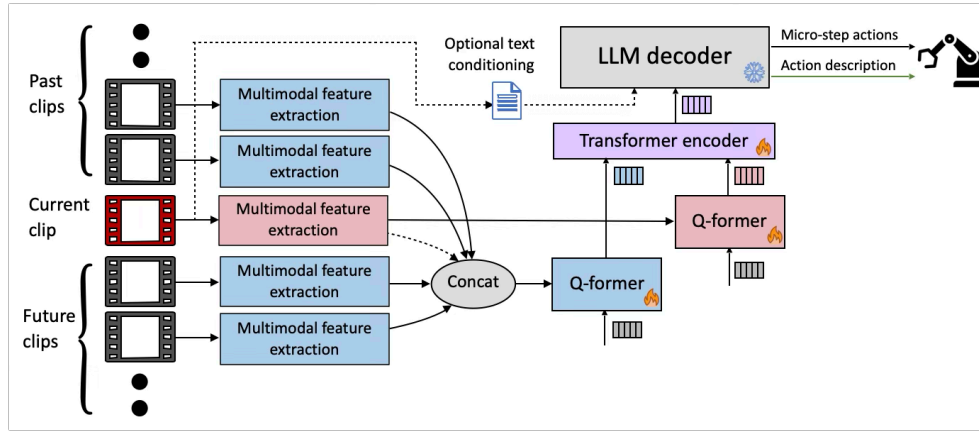 Past
clips
Current
clip
Future
clips
Multimodal feature
extraction
Multimodal feature
extraction
Multimodal feature
extraction
Multimodal feature
extraction
Multimodal feature
extraction
Concat
Optional text
conditioning
LLM decoder
Transformer encoder
Q-former
Q-former
Micro-step actions
Action description